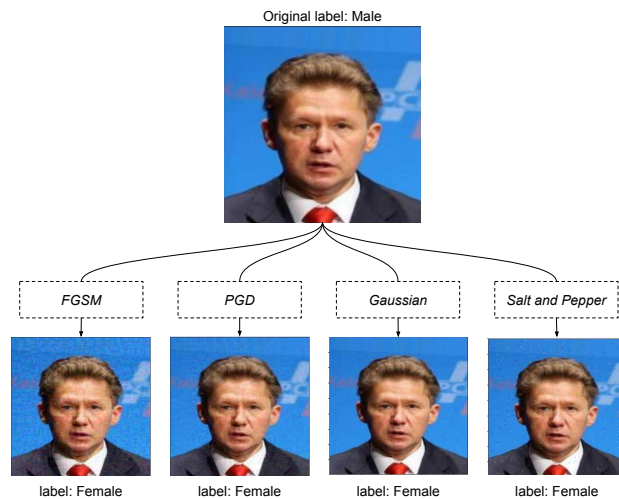 Original label: Male
FGSM
PGD
Gaussian
Salt and Pepper
label: Female
label: Female
label: Female
label: Female